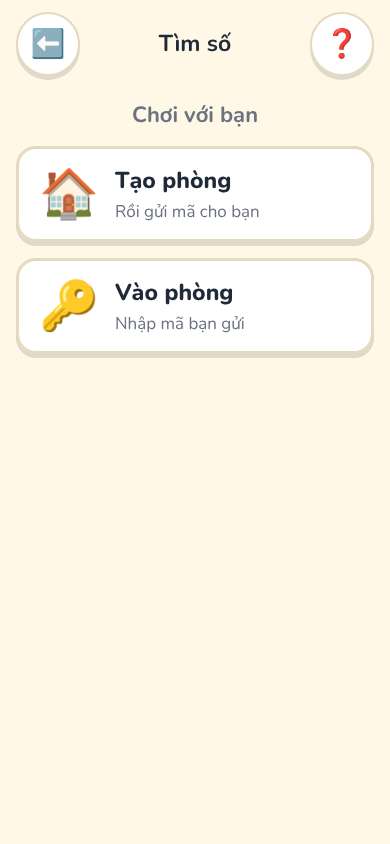 Tìm số
Chơi với bạn
Tạo phòng
Rồi gửi mã cho bạn
Vào phòng
Nhập mã bạn gửi